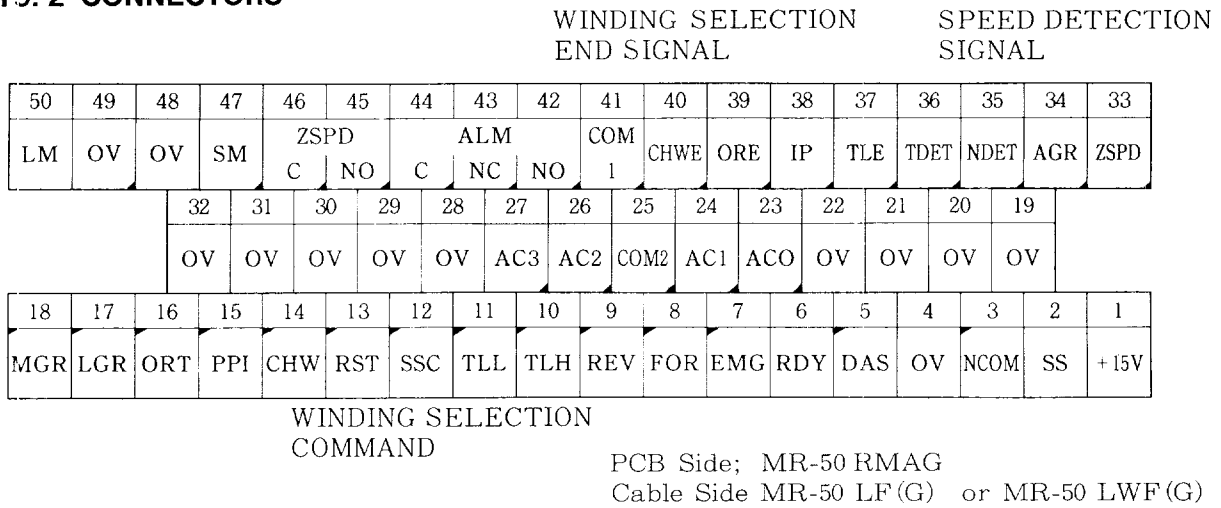 19. 2 CONNECTORS
WINDING SELECTION SPEED DETECTION
END SIGNAL SIGNAL
50 49 48 47 46 45 44 43 42 41 40 39 38 37 36 35 34 33
LM OV OV SM ZSPD ALM COM CHWE ORE IP TLE TDET NDET AGR ZSPD
C NO C NC NO 1
32 31 30 29 28 27 26 25 24 23 22 21 20 19
OV OV OV OV OV AC3 AC2 COM2 AC1 ACO OV OV OV OV
18 17 16 15 14 13 12 11 10 9 8 7 6 5 4 3 2 1
MGR LGR ORT PPI CHW RST SSC TLL TLH REV FOR EMG RDY DAS OV NCOM SS +15V
WINDING SELECTION
COMMAND
PCB Side; MR-50 RMAG
Cable Side MR-50 LF(G) or MR-50 LWF(G)